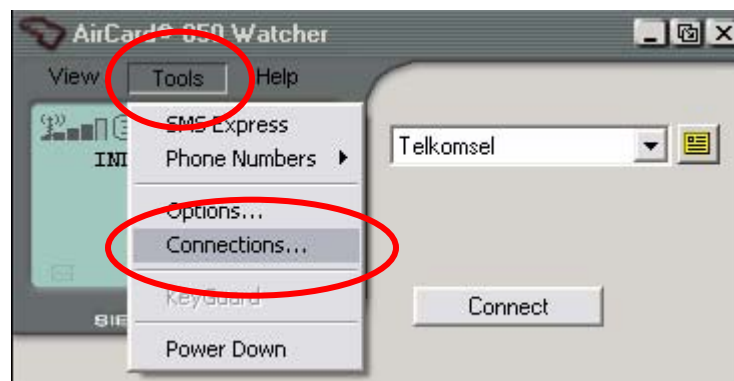 AirCard® 850 Watcher
View Tools Help
SMS Express
Phone Numbers
Options...
Connections...
KeyGuard
Power Down
Telkomsel
Connect